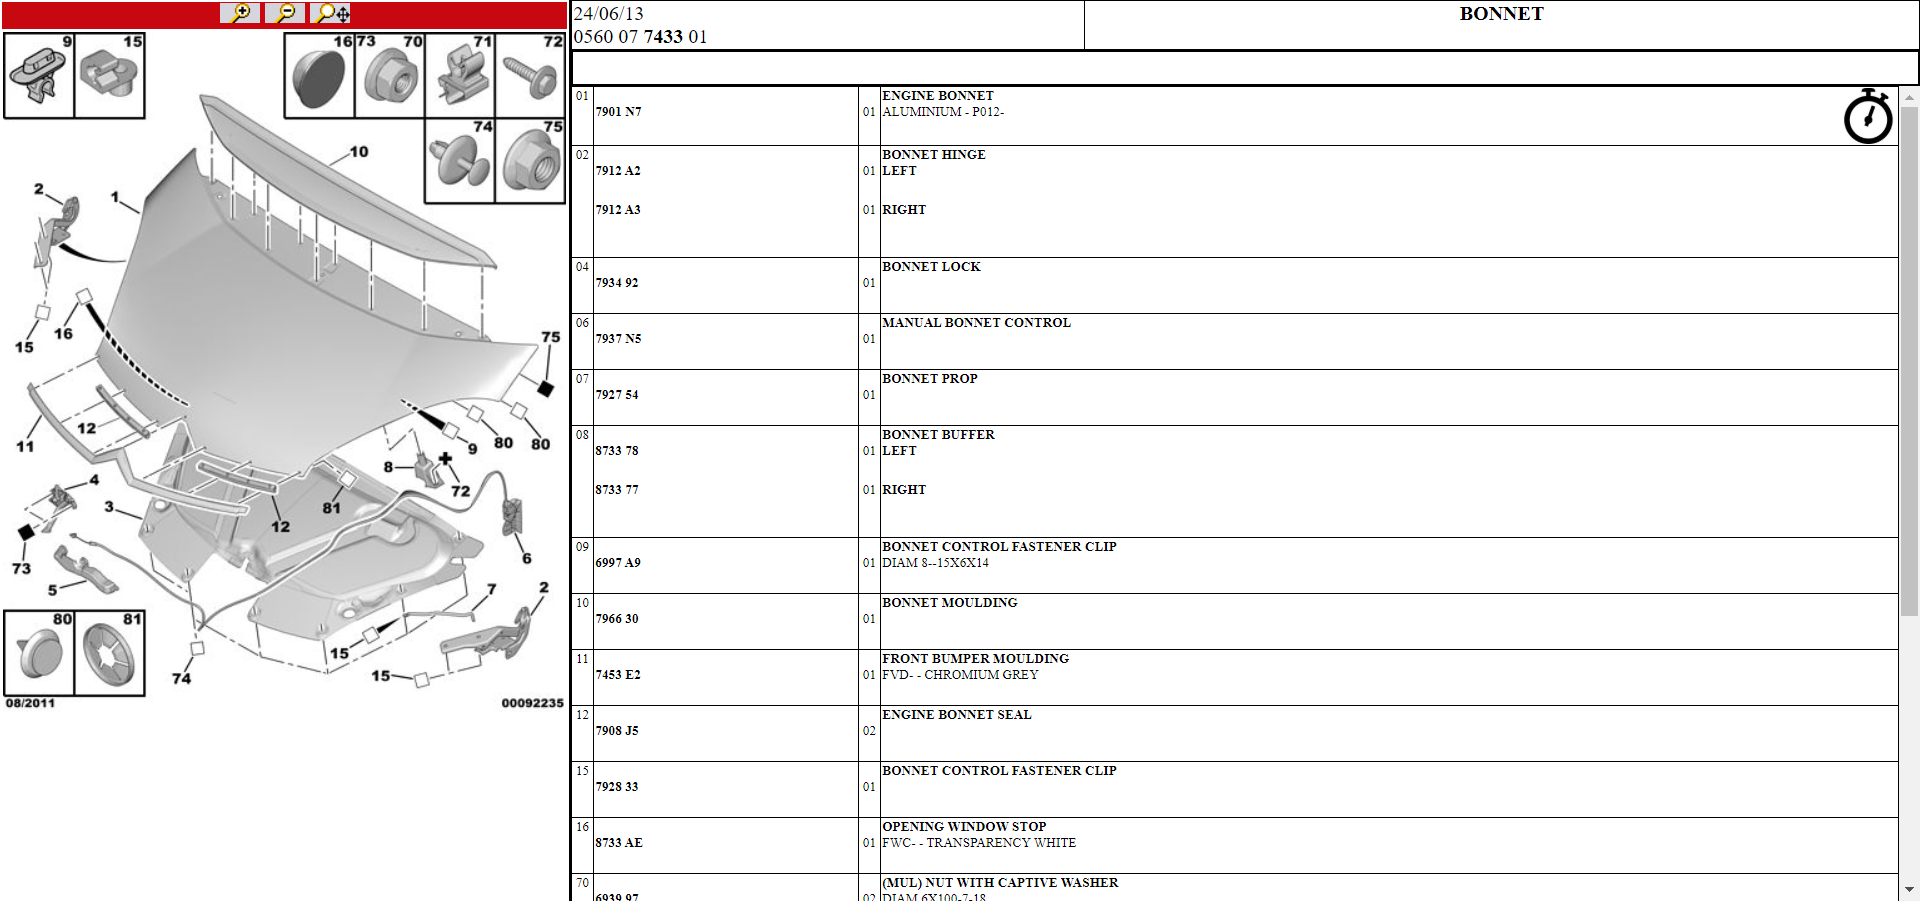 9 15
16 73 70 71 72
74 75
10
2
1
15
16
75
11
12
9
80
80
8
72
4
3
81
12
73
6
5
7
2
80 81
15
15
74
08/2011 00092235
24/06/13
0560 07 7433 01
BONNET
01 ENGINE BONNET
7901 N7 01 ALUMINIUM - P012-
02 BONNET HINGE
7912 A2 01 LEFT
7912 A3 01 RIGHT
04 BONNET LOCK
7934 92 01
06 MANUAL BONNET CONTROL
7937 N5 01
07 BONNET PROP
7927 54 01
08 BONNET BUFFER
8733 78 01 LEFT
8733 77 01 RIGHT
09 BONNET CONTROL FASTENER CLIP
6997 A9 01 DIAM 8--15X6X14
10 BONNET MOULDING
7966 30 01
11 FRONT BUMPER MOULDING
7453 E2 01 FVD- - CHROMIUM GREY
12 ENGINE BONNET SEAL
7908 J5 02
15 BONNET CONTROL FASTENER CLIP
7928 33 01
16 OPENING WINDOW STOP
8733 AE 01 FWC- - TRANSPARENCY WHITE
70 (MUL) NUT WITH CAPTIVE WASHER
6939 97 02 DIAM 6X100-7-18